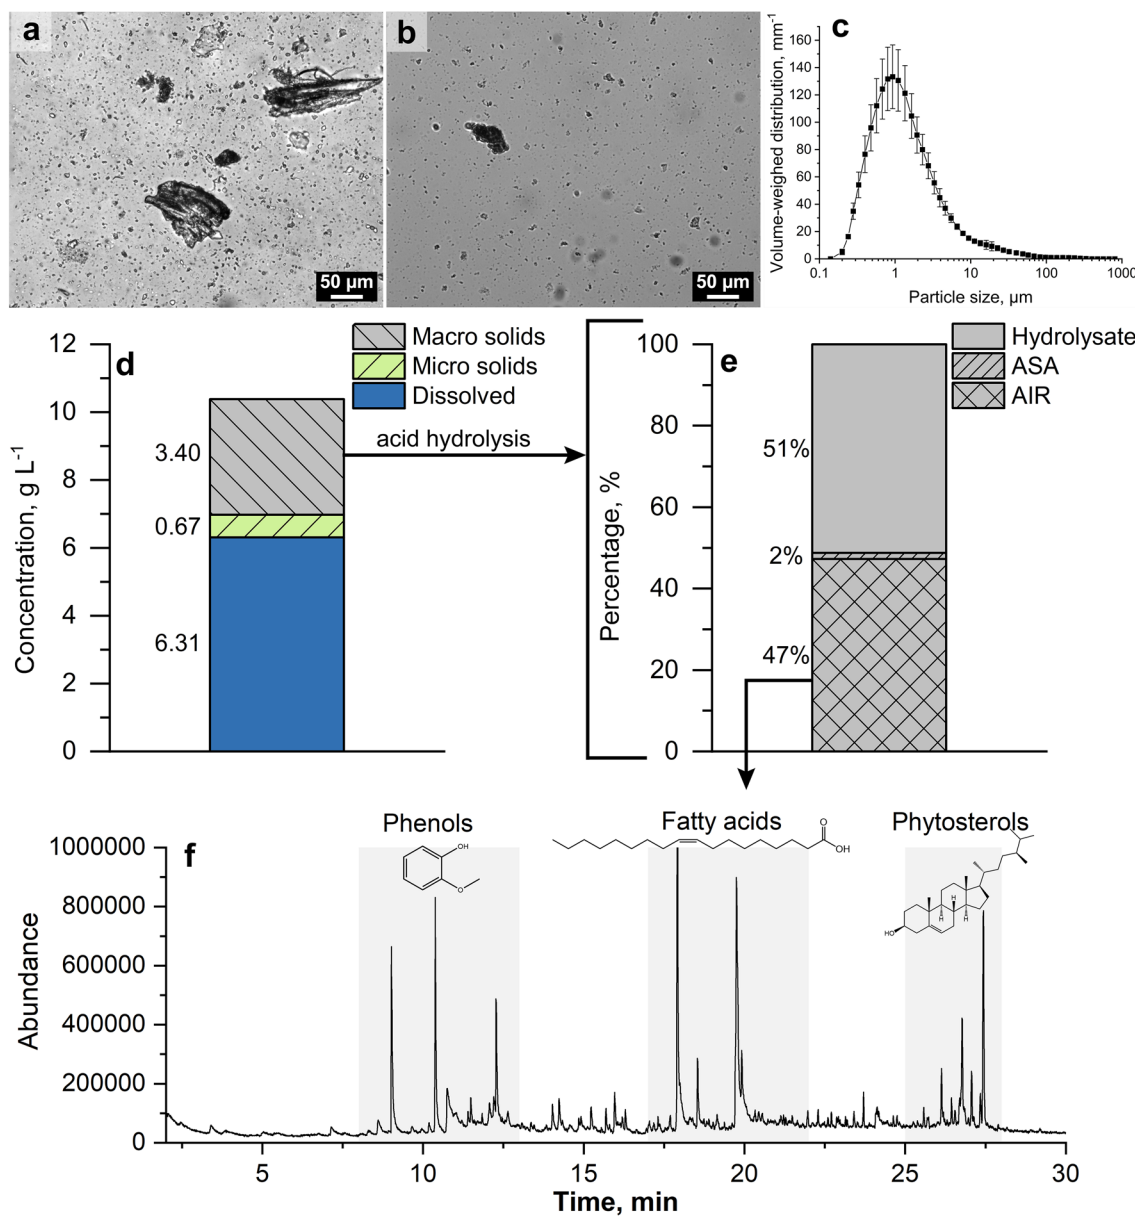 a
50 µm
b
50 µm
c
Volume-weighed distribution, mm-1
160
140
120
100
80
60
40
20
0
0.1
1
10
100
1000
Particle size, µm
d
Concentration, g L-1
12
10
8
6
4
2
0
Macro solids
Micro solids
Dissolved
3.40
0.67
6.31
acid hydrolysis
e
Percentage, %
100
80
60
40
20
0
Hydrolysate
ASA
AIR
51%
2%
47%
f
Abundance
1000000
800000
600000
400000
200000
0
Phenols
OH
O
Fatty acids
O
OH
Phytosterols
H
H
H
HO
5
10
15
20
25
30
Time, min